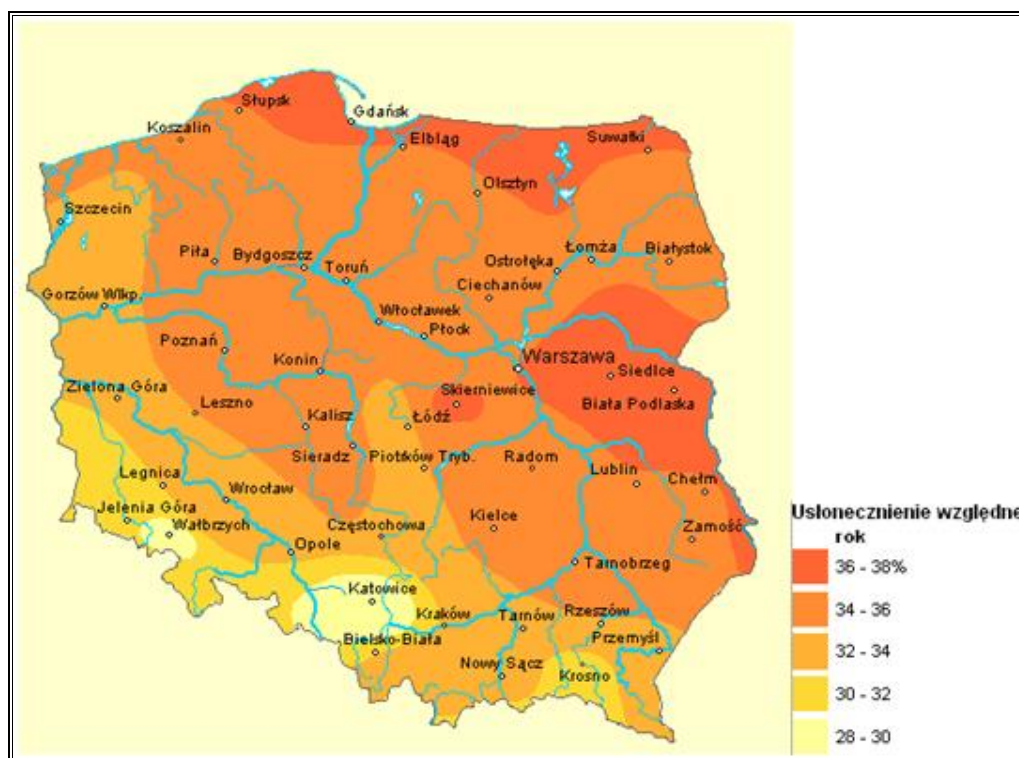 Słupsk
Gdańsk
Koszalin
Elbląg
Suwałki
Olsztyn
Szczecin
Piła
Bydgoszcz
Toruń
Ostrołęka
Łomża
Białystok
Ciechanów
Gorzów Wlkp.
Włocławek
Płock
Poznań
Konin
Warszawa
Siedlce
Zielona Góra
Leszno
Skierniewice
Biała Podlaska
Kalisz
Łódź
Sieradz
Piotrków Tryb.
Radom
Lublin
Chełm
Legnica
Wrocław
Jelenia Góra
Wałbrzych
Częstochowa
Kielce
Zamość
Opole
Tarnobrzeg
Katowice
Kraków
Tarnów
Rzeszów
Bielsko-Biała
Przemyśl
Nowy Sącz
Krosno
Usłonecznienie względne
rok
36 - 38%
34 - 36
32 - 34
30 - 32
28 - 30